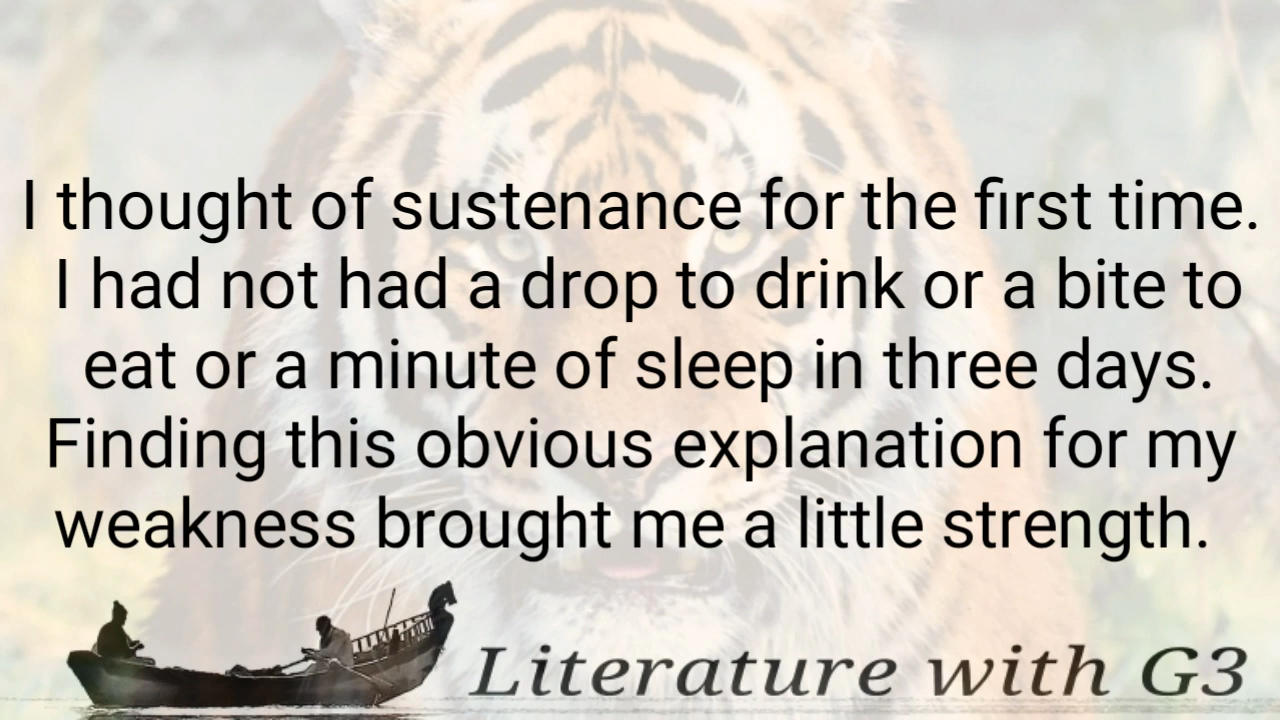 I thought of sustenance for the first time.
I had not had a drop to drink or a bite to
eat or a minute of sleep in three days.
Finding this obvious explanation for my
weakness brought me a little strength.
Literature with G3